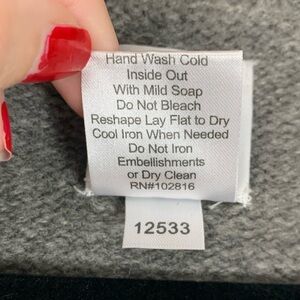 Hand Wash Cold
Inside Out
With Mild Soap
Do Not Bleach
Reshape Lay Flat to Dry
Cool Iron When Needed
Do Not Iron
Embellishments
or Dry Clean
RN#102816
12533